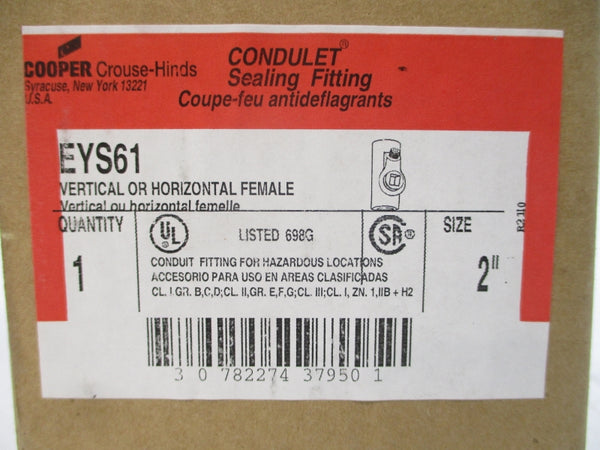 COOPER Crouse-Hinds
Syracuse, New York 13221
U.S.A.
CONDULET®
Sealing Fitting
Coupe-feu antideflagrants
EYS61
VERTICAL OR HORIZONTAL FEMALE
Vertical ou horizontal femelle
QUANTITY
1
UL
LISTED 698G
SA
SIZE
2"
CONDUIT FITTING FOR HAZARDOUS LOCATIONS
ACCESORIO PARA USO EN AREAS CLASIFICADAS
CL. I GR. B,C,D;CL. II,GR. E,F,G; CL. III;CL. I, ZN. 1,IIB + H2
3 0 782274 37950 1